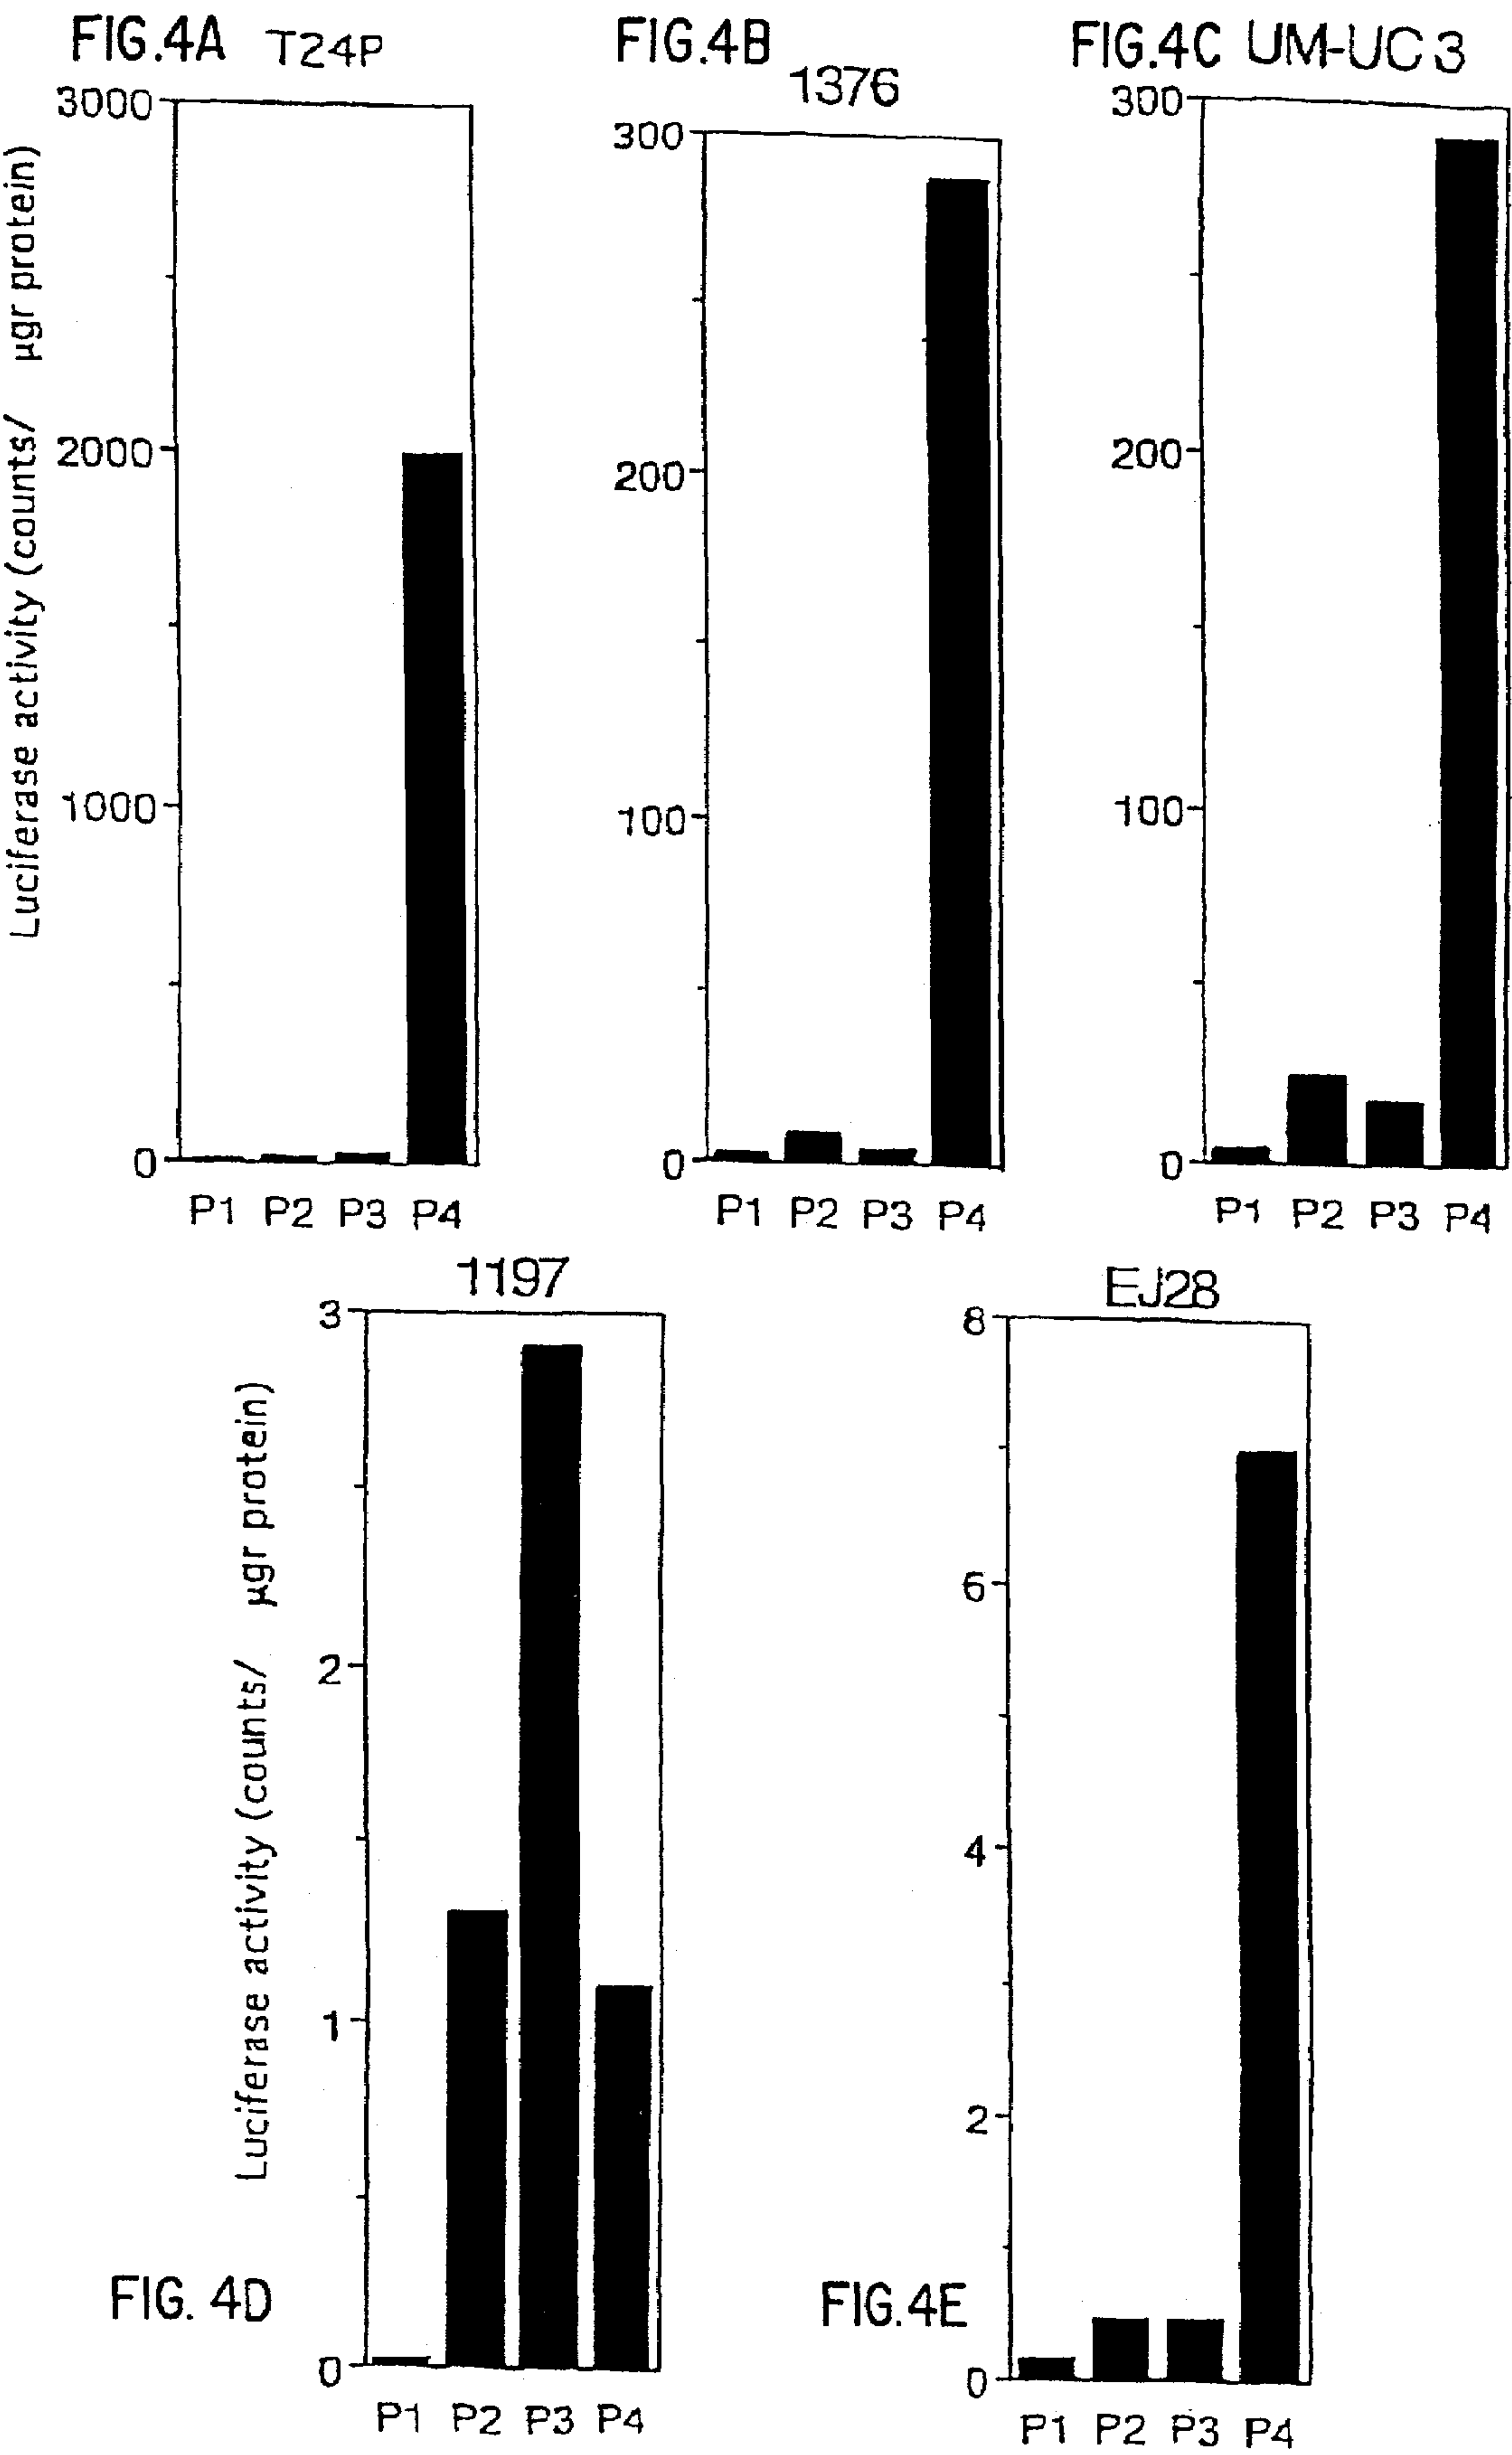 FIG.4A T24P
3000
2000
1000
0
Luciferase activity (counts/ µgr protein)
P1 P2 P3 P4
FIG.4B
1376
300
200
100
0
P1 P2 P3 P4
FIG.4C UM-UC3
300
200
100
0
P1 P2 P3 P4
1197
3
2
1
0
Luciferase activity (counts/ µgr protein)
FIG. 4D
P1 P2 P3 P4
EJ28
8
6
4
2
0
FIG.4E
P1 P2 P3 P4